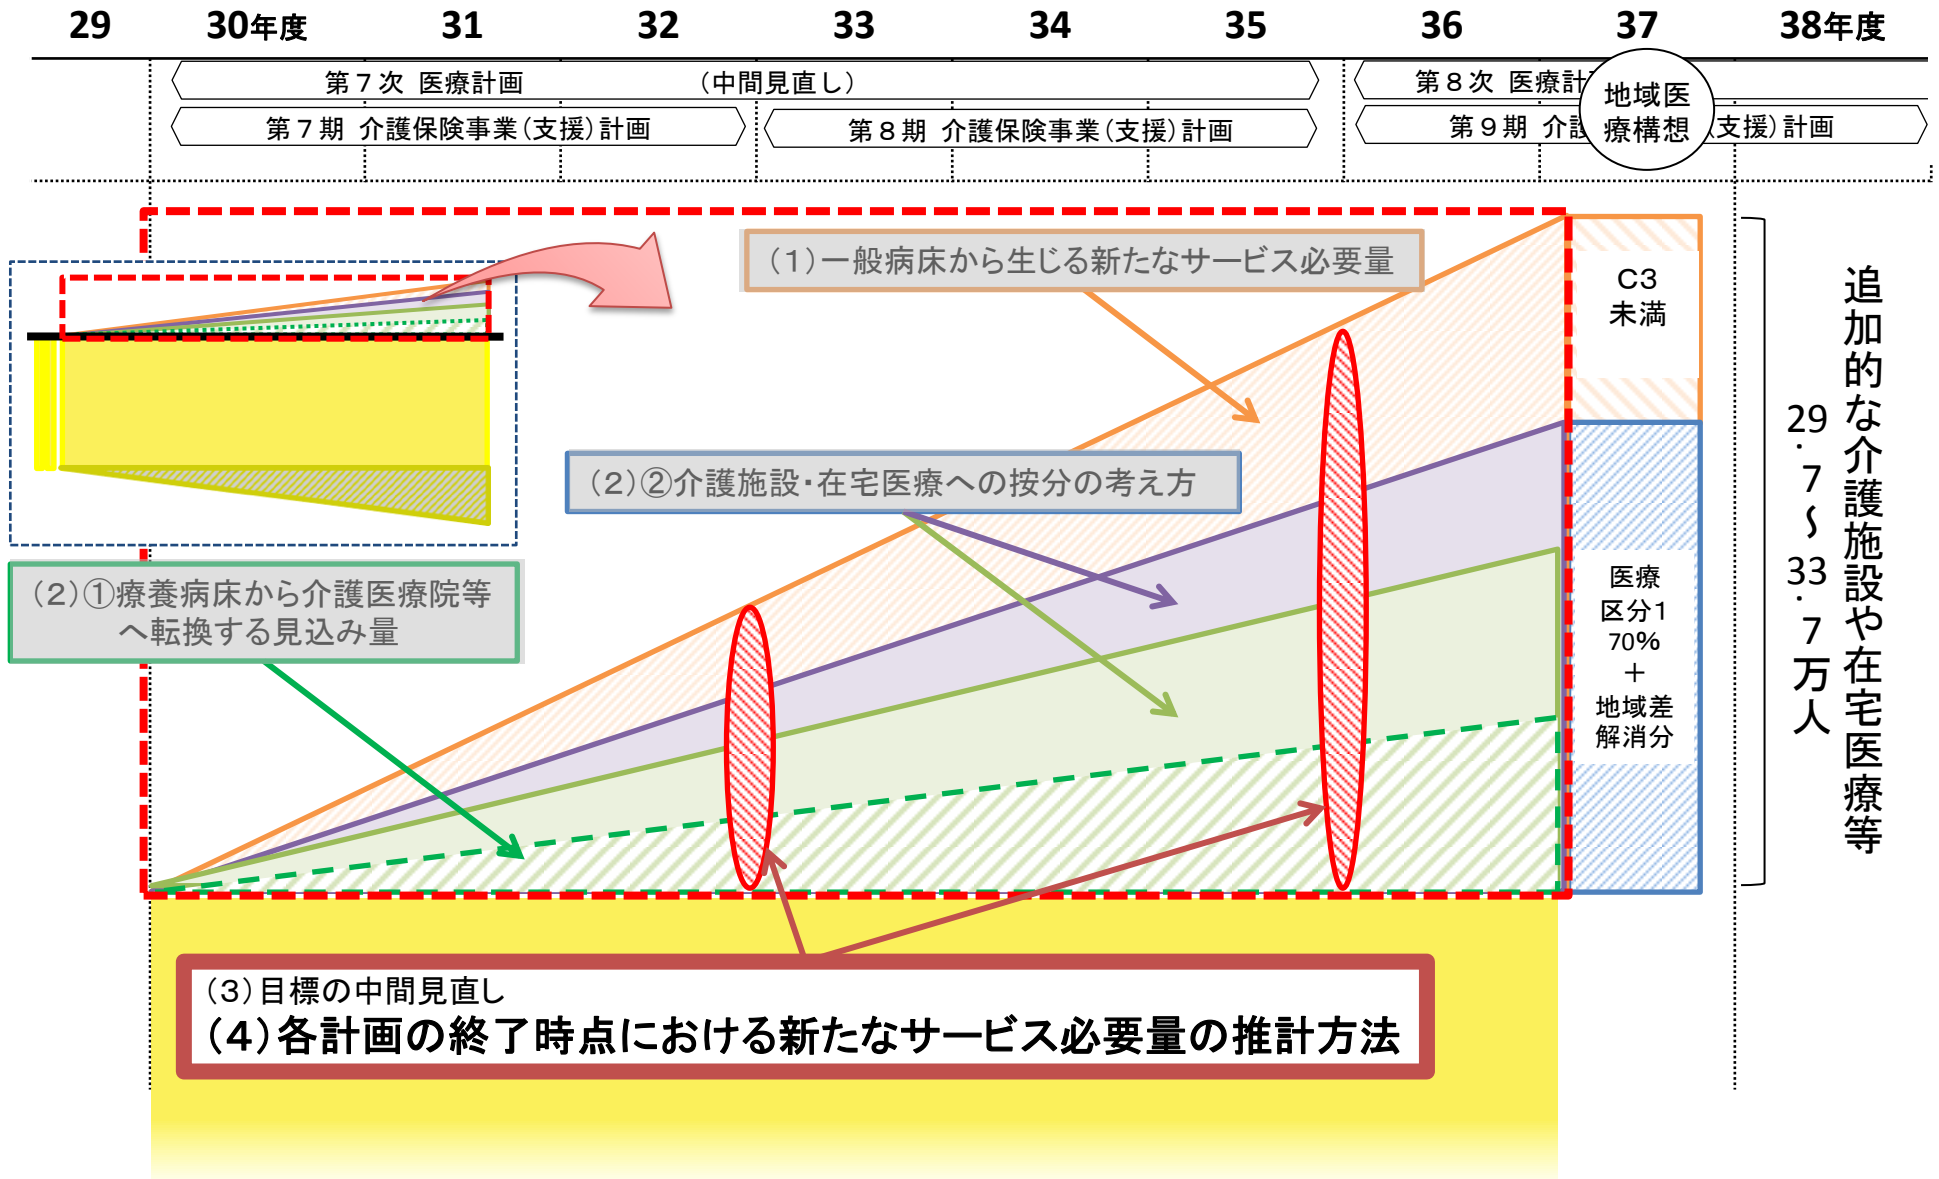 29 30年度 31 32 33 34 35 36 37 38年度
第７次 医療計画 （中間見直し）
第８次 医療計
地域医
療構想
第７期 介護保険事業（支援）計画
第８期 介護保険事業（支援）計画
第９期 介護
支援）計画
（１）一般病床から生じる新たなサービス必要量
C3
未満
（２）②介護施設・在宅医療への按分の考え方
（２）①療養病床から介護医療院等
へ転換する見込み量
医療
区分１
70%
＋
地域差
解消分
追加的な介護施設や在宅医療等
29.7～33.7万人
（３）目標の中間見直し
（４）各計画の終了時点における新たなサービス必要量の推計方法